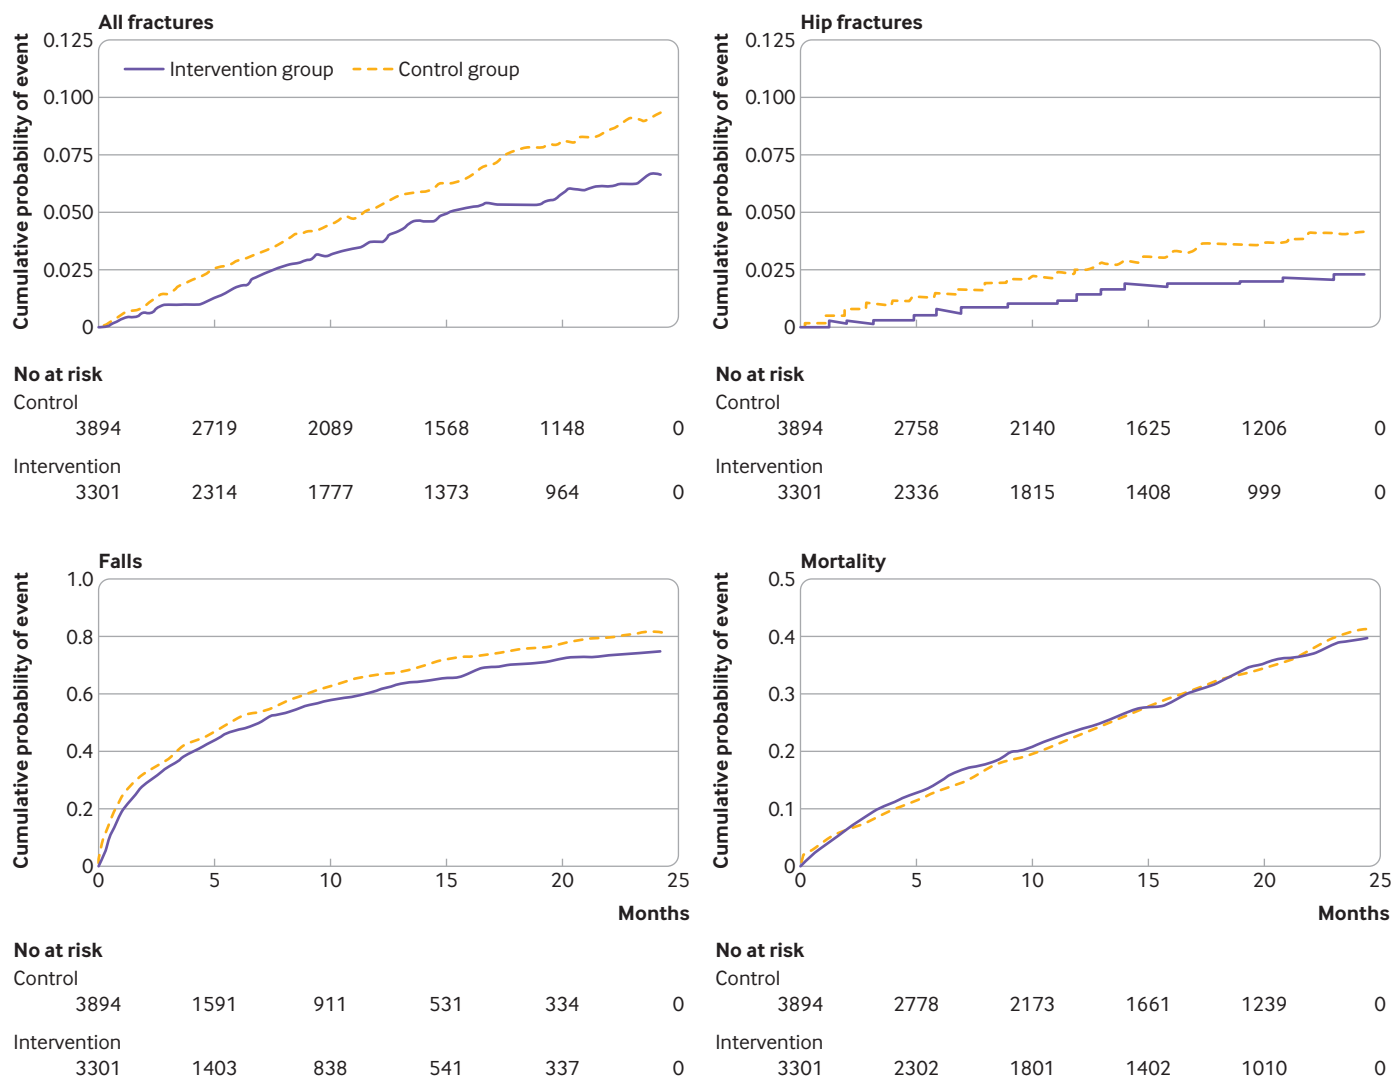 All fractures
Cumulative probability of event
0.125
0.100
0.075
0.050
0.025
0
Intervention group Control group
No at risk
Control
3894 2719 2089 1568 1148 0
Intervention
3301 2314 1777 1373 964 0
Hip fractures
Cumulative probability of event
0.125
0.100
0.075
0.050
0.025
0
No at risk
Control
3894 2758 2140 1625 1206 0
Intervention
3301 2336 1815 1408 999 0
Falls
Cumulative probability of event
1.0
0.8
0.6
0.4
0.2
0
0 5 10 15 20 25
Months
No at risk
Control
3894 1591 911 531 334 0
Intervention
3301 1403 838 541 337 0
Mortality
Cumulative probability of event
0.5
0.4
0.3
0.2
0.1
0
0 5 10 15 20 25
Months
No at risk
Control
3894 2778 2173 1661 1239 0
Intervention
3301 2302 1801 1402 1010 0